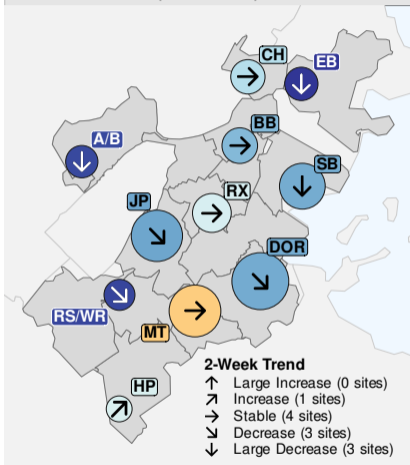 CH
EB
BB
A/B
SB
RX
JP
DOR
RS/WR
MT
HP
2-Week Trend
↑ Large Increase (0 sites)
↗ Increase (1 sites)
→ Stable (4 sites)
↘ Decrease (3 sites)
↓ Large Decrease (3 sites)